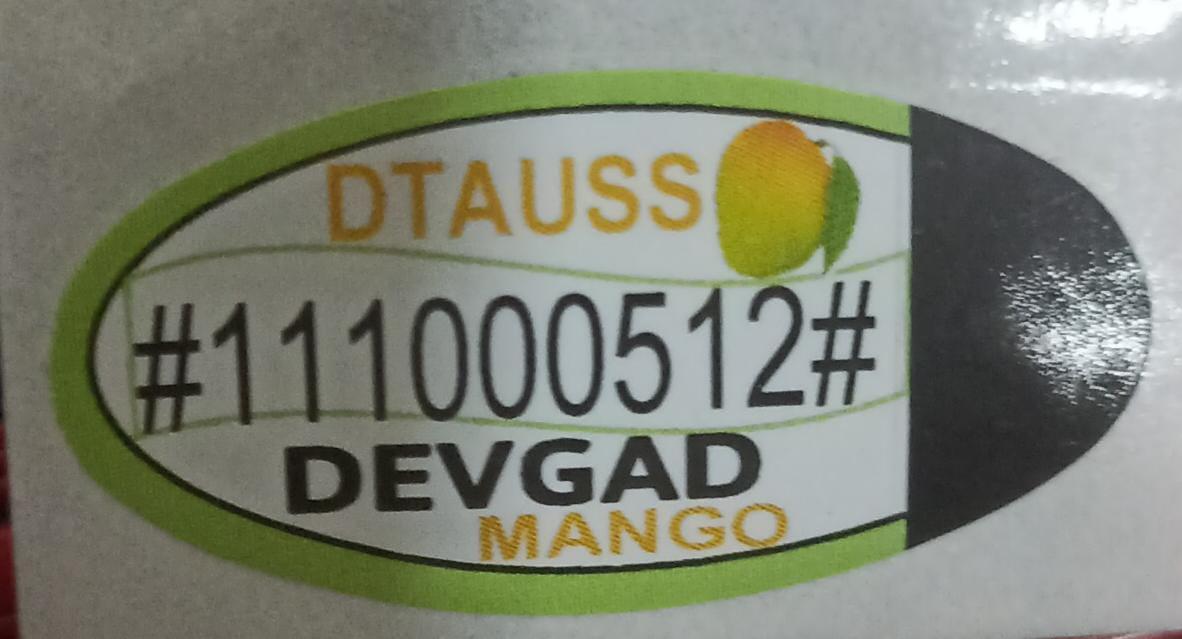 DTAUSS
#111000512#
DEVGAD
MANGO